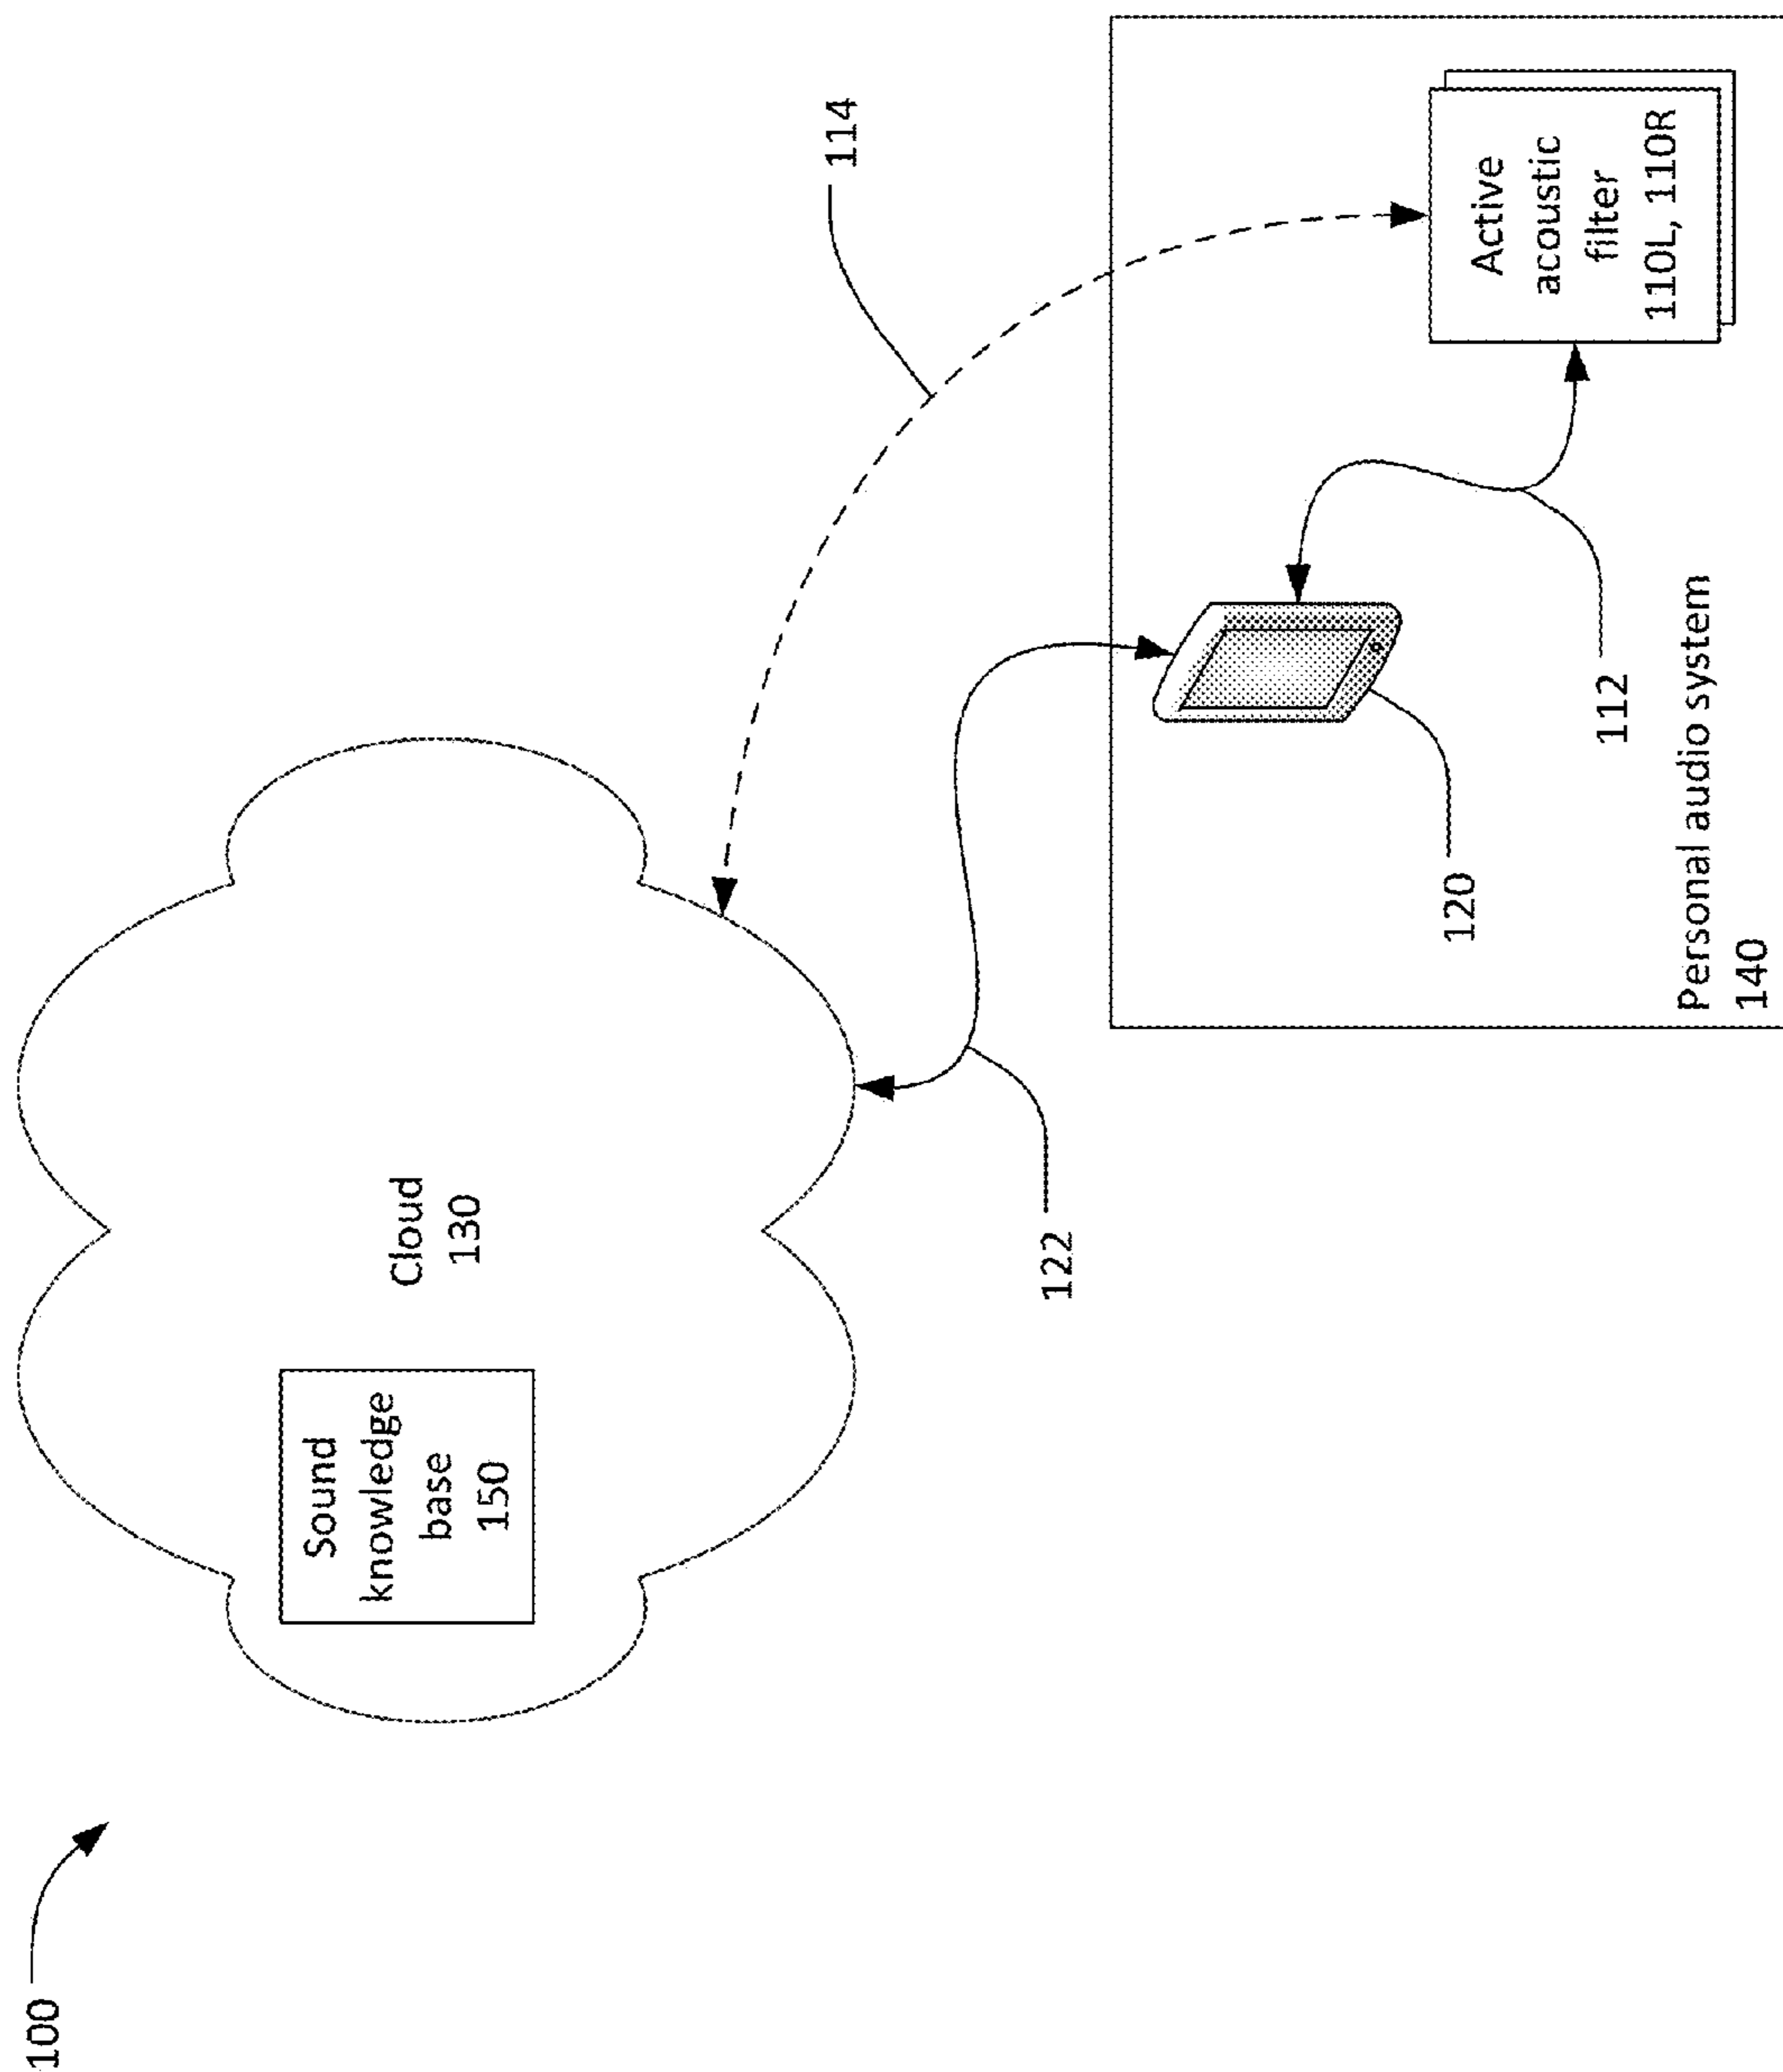 100
Sound
knowledge
base
150
Cloud
130
122
114
120
112
Active
acoustic
filter
110L, 110R
Personal audio system
140